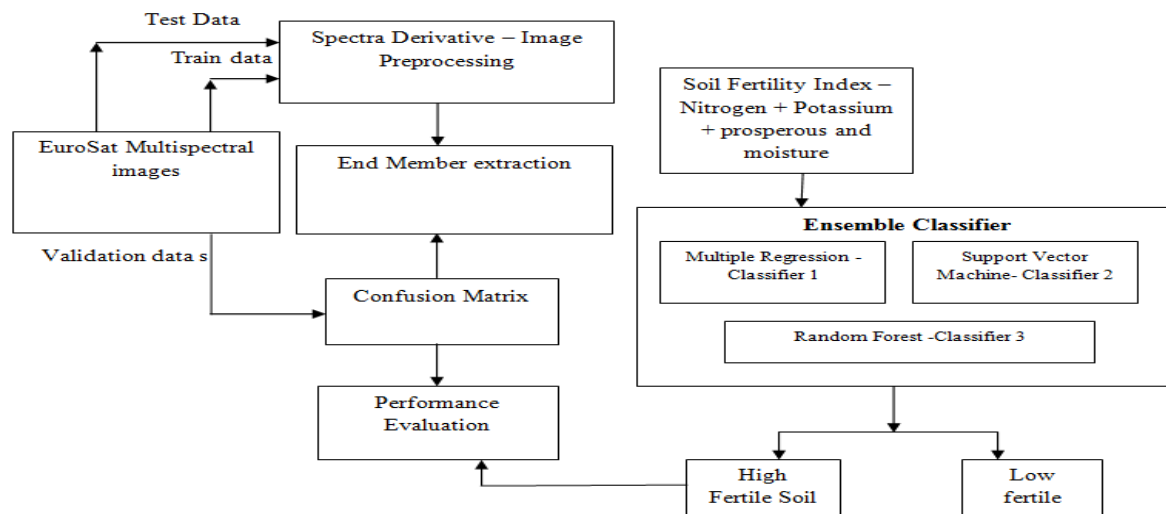 Test Data
Train data
Spectra Derivative – Image
Preprocessing
EuroSat Multispectral
images
End Member extraction
Validation data s
Confusion Matrix
Performance
Evaluation
Soil Fertility Index –
Nitrogen + Potassium
+ prosperous and
moisture
Ensemble Classifier
Multiple Regression -
Classifier 1
Support Vector
Machine- Classifier 2
Random Forest -Classifier 3
High
Fertile Soil
Low
fertile